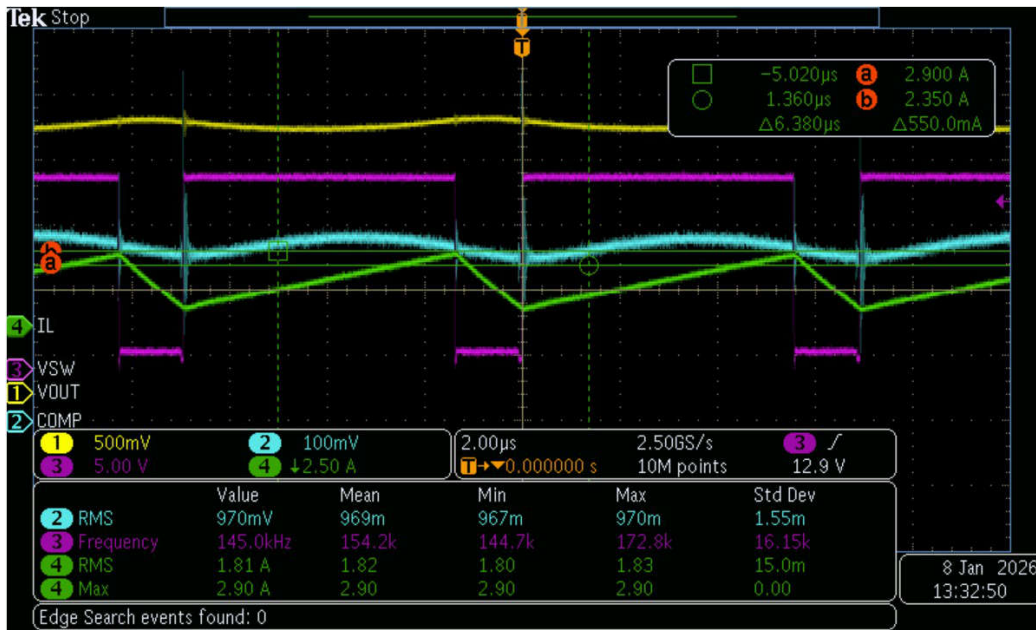 Tek Stop
T
T
−5.020µs a 2.900 A
1.360µs b 2.350 A
△6.380µs △550.0mA
b
a
4 IL
3 VSW
1 VOUT
2 COMP
1 500mV 2 100mV
3 5.00 V 4 ↓2.50 A
2.00µs 2.50GS/s 3
T→▼0.000000 s 10M points 12.9 V
Value Mean Min Max Std Dev
2 RMS 970mV 969m 967m 970m 1.55m
3 Frequency 145.0kHz 154.2k 144.7k 172.8k 16.15k
4 RMS 1.81 A 1.82 1.80 1.83 15.0m
4 Max 2.90 A 2.90 2.90 2.90 0.00
8 Jan 2026
13:32:50
Edge Search events found: 0